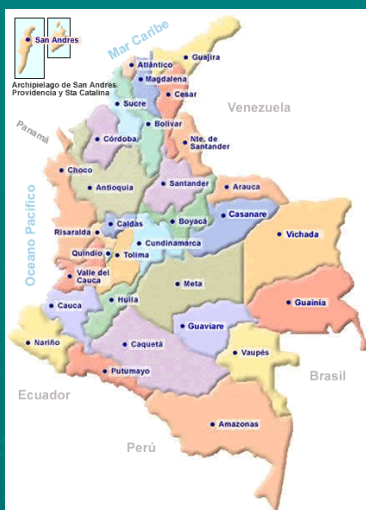 San Andres
Archipielago de San Andres
Providencia y Sta Catalina
Mar Caribe
Guajira
Atlántico
Magdalena
Cesar
Sucre
Venezuela
Bolívar
Panamá
Córdoba
Nte. de
Santander
Choco
Antioquia
Santander
Arauca
Oceano Pacífico
Caldas
Boyacá
Casanare
Risaralda
Cundinamarca
Vichada
Quindío
Tolima
Valle del
Cauca
Meta
Huila
Guainia
Cauca
Guaviare
Nariño
Caquetá
Vaupés
Putumayo
Brasil
Ecuador
Amazonas
Perú